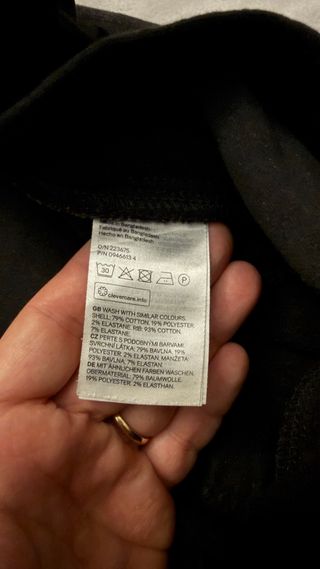 Made in Bangladesh
Fabriqué au Bangladesh
Hecho en Bangladesh
O/N 223675
P/N 0946613 4
30
P
clevercare.info
GB WASH WITH SIMILAR COLOURS.
SHELL: 79% COTTON, 19% POLYESTER,
2% ELASTANE. RIB: 93% COTTON,
7% ELASTANE.
CZ PERTE S PODOBNÝMI BARVAMI.
SVRCHNÍ LÁTKA: 79% BAVLNA, 19%
POLYESTER, 2% ELASTAN. MANŽETA:
93% BAVLNA, 7% ELASTAN.
DE MIT ÄHNLICHEN FARBEN WASCHEN.
OBERMATERIAL: 79% BAUMWOLLE,
19% POLYESTER, 2% ELASTHAN.